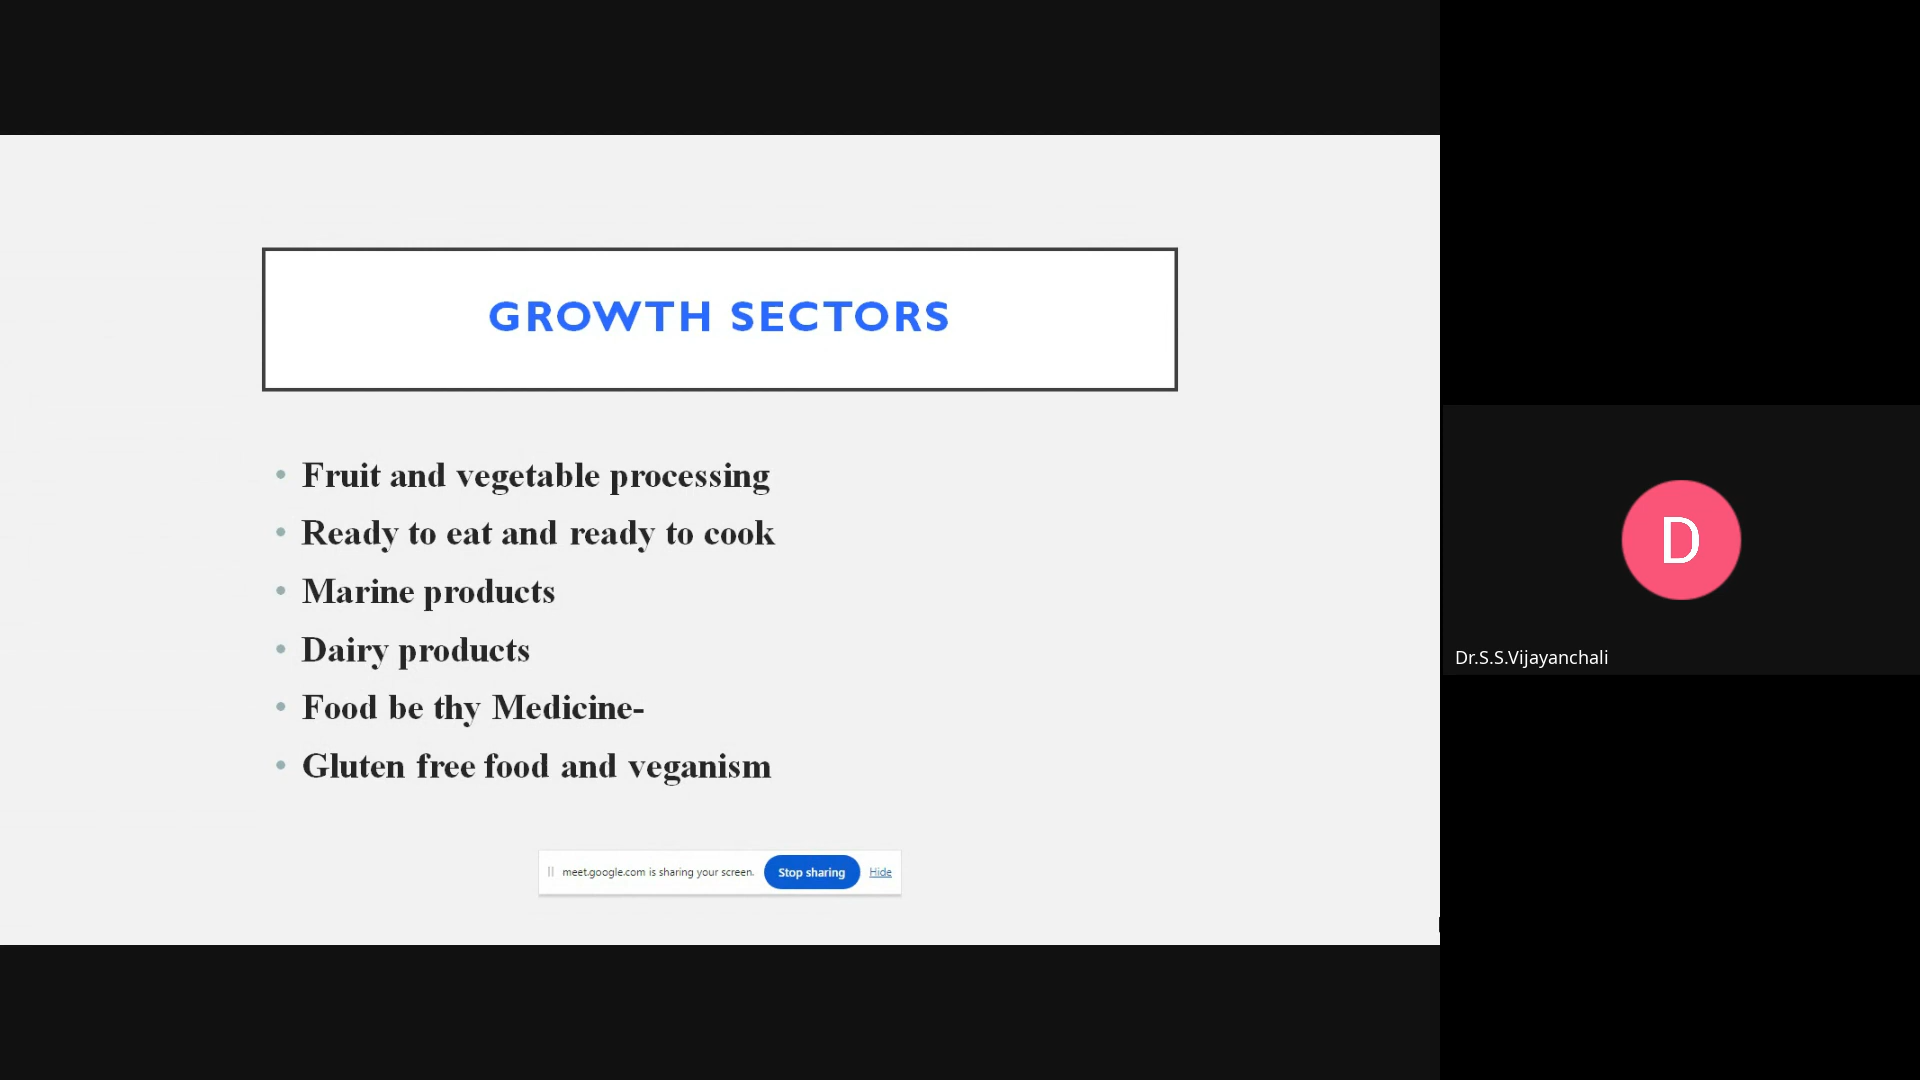 GROWTH SECTORS
• Fruit and vegetable processing
• Ready to eat and ready to cook
• Marine products
• Dairy products
• Food be thy Medicine-
• Gluten free food and veganism
meet.google.com is sharing your screen. Stop sharing Hide
D
Dr.S.S.Vijayanchali